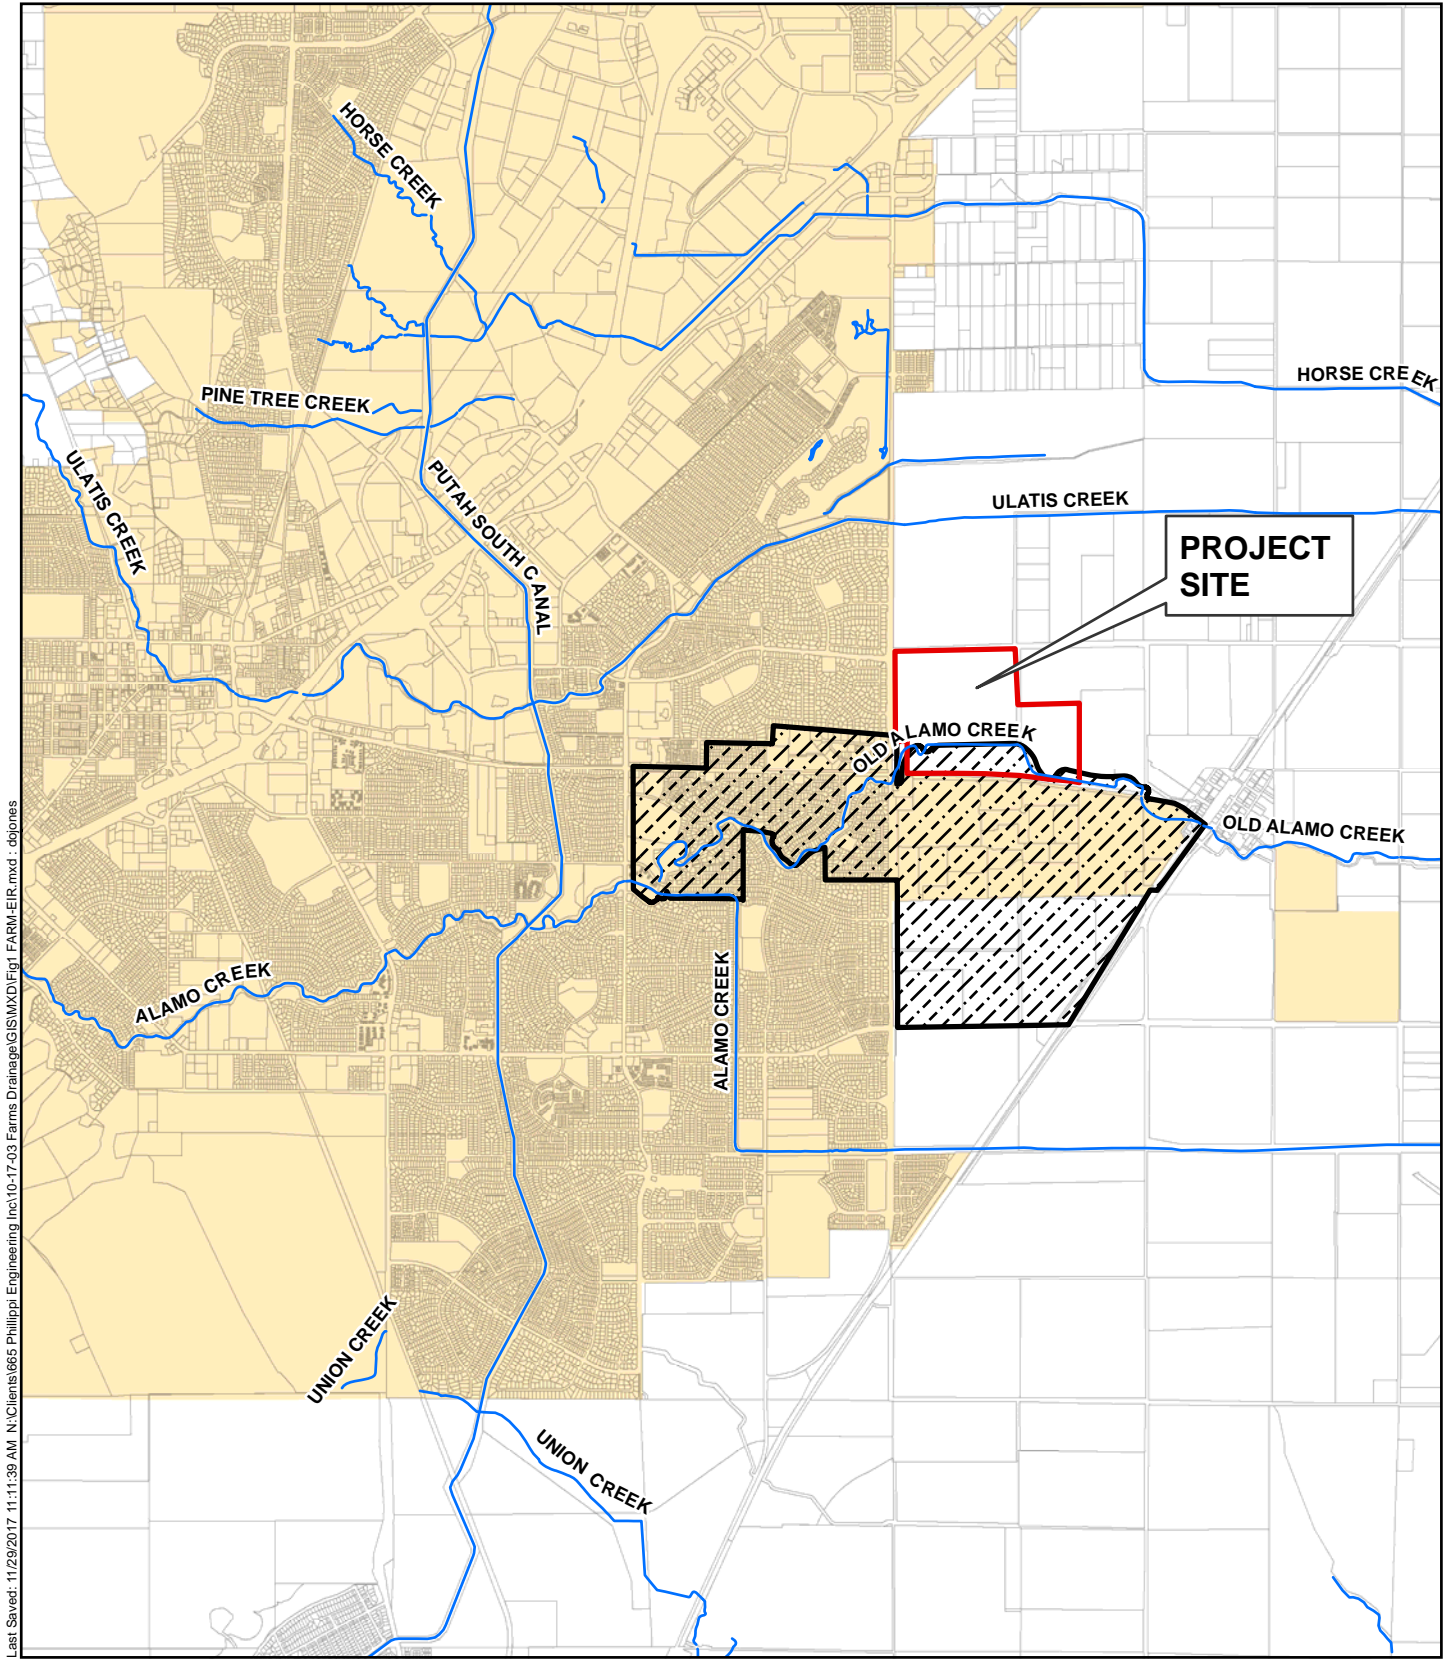 HORSE CREEK
PINE TREE CREEK
HORSE CREEK
ULATIS CREEK
PUTAH SOUTH CANAL
ULATIS CREEK
PROJECT
SITE
OLD ALAMO CREEK
OLD ALAMO CREEK
ALAMO CREEK
ALAMO CREEK
UNION CREEK
UNION CREEK
Last Saved: 11/29/2017 11:11:39 AM N:\Clients\665 Phillippi Engineering Inc\10-17-03 Farms Drainage\GIS\MXD\Fig1 FARM-EIR.mxd : dojones